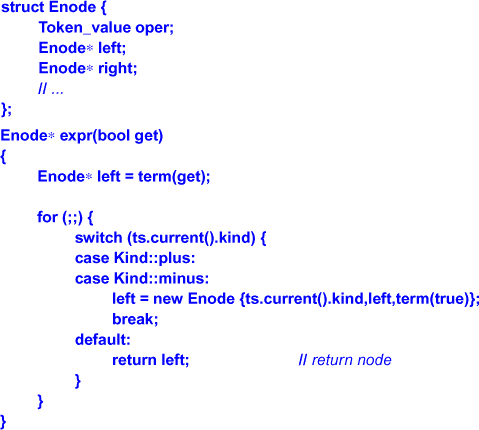 struct Enode {
Token_value oper;
Enode∗ left;
Enode∗ right;
// ...
};
Enode∗ expr(bool get)
{
Enode∗ left = term(get);
for (;;) {
switch (ts.current().kind) {
case Kind::plus:
case Kind::minus:
left = new Enode {ts.current().kind,left,term(true)};
break;
default:
return left; // return node
}
}
}